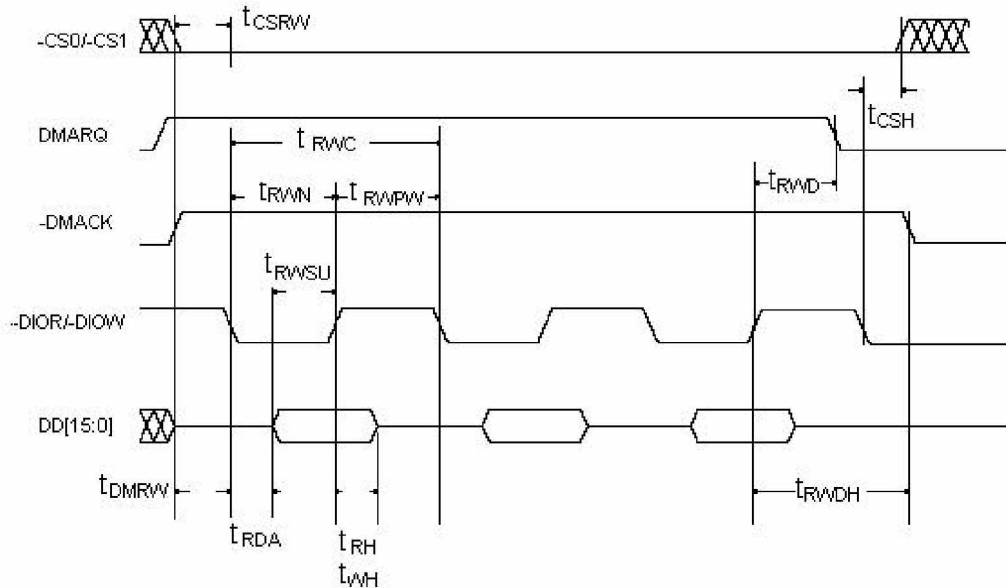 tCSRW
-CS0/-CS1
tCSH
DMARQ
tRWC
tRWD
tRWN
tRWPW
-DMACK
tRWSU
-DIOR/-DIOW
DD[15:0]
tDMRW
tRWDH
tRDA
tRH
tWH